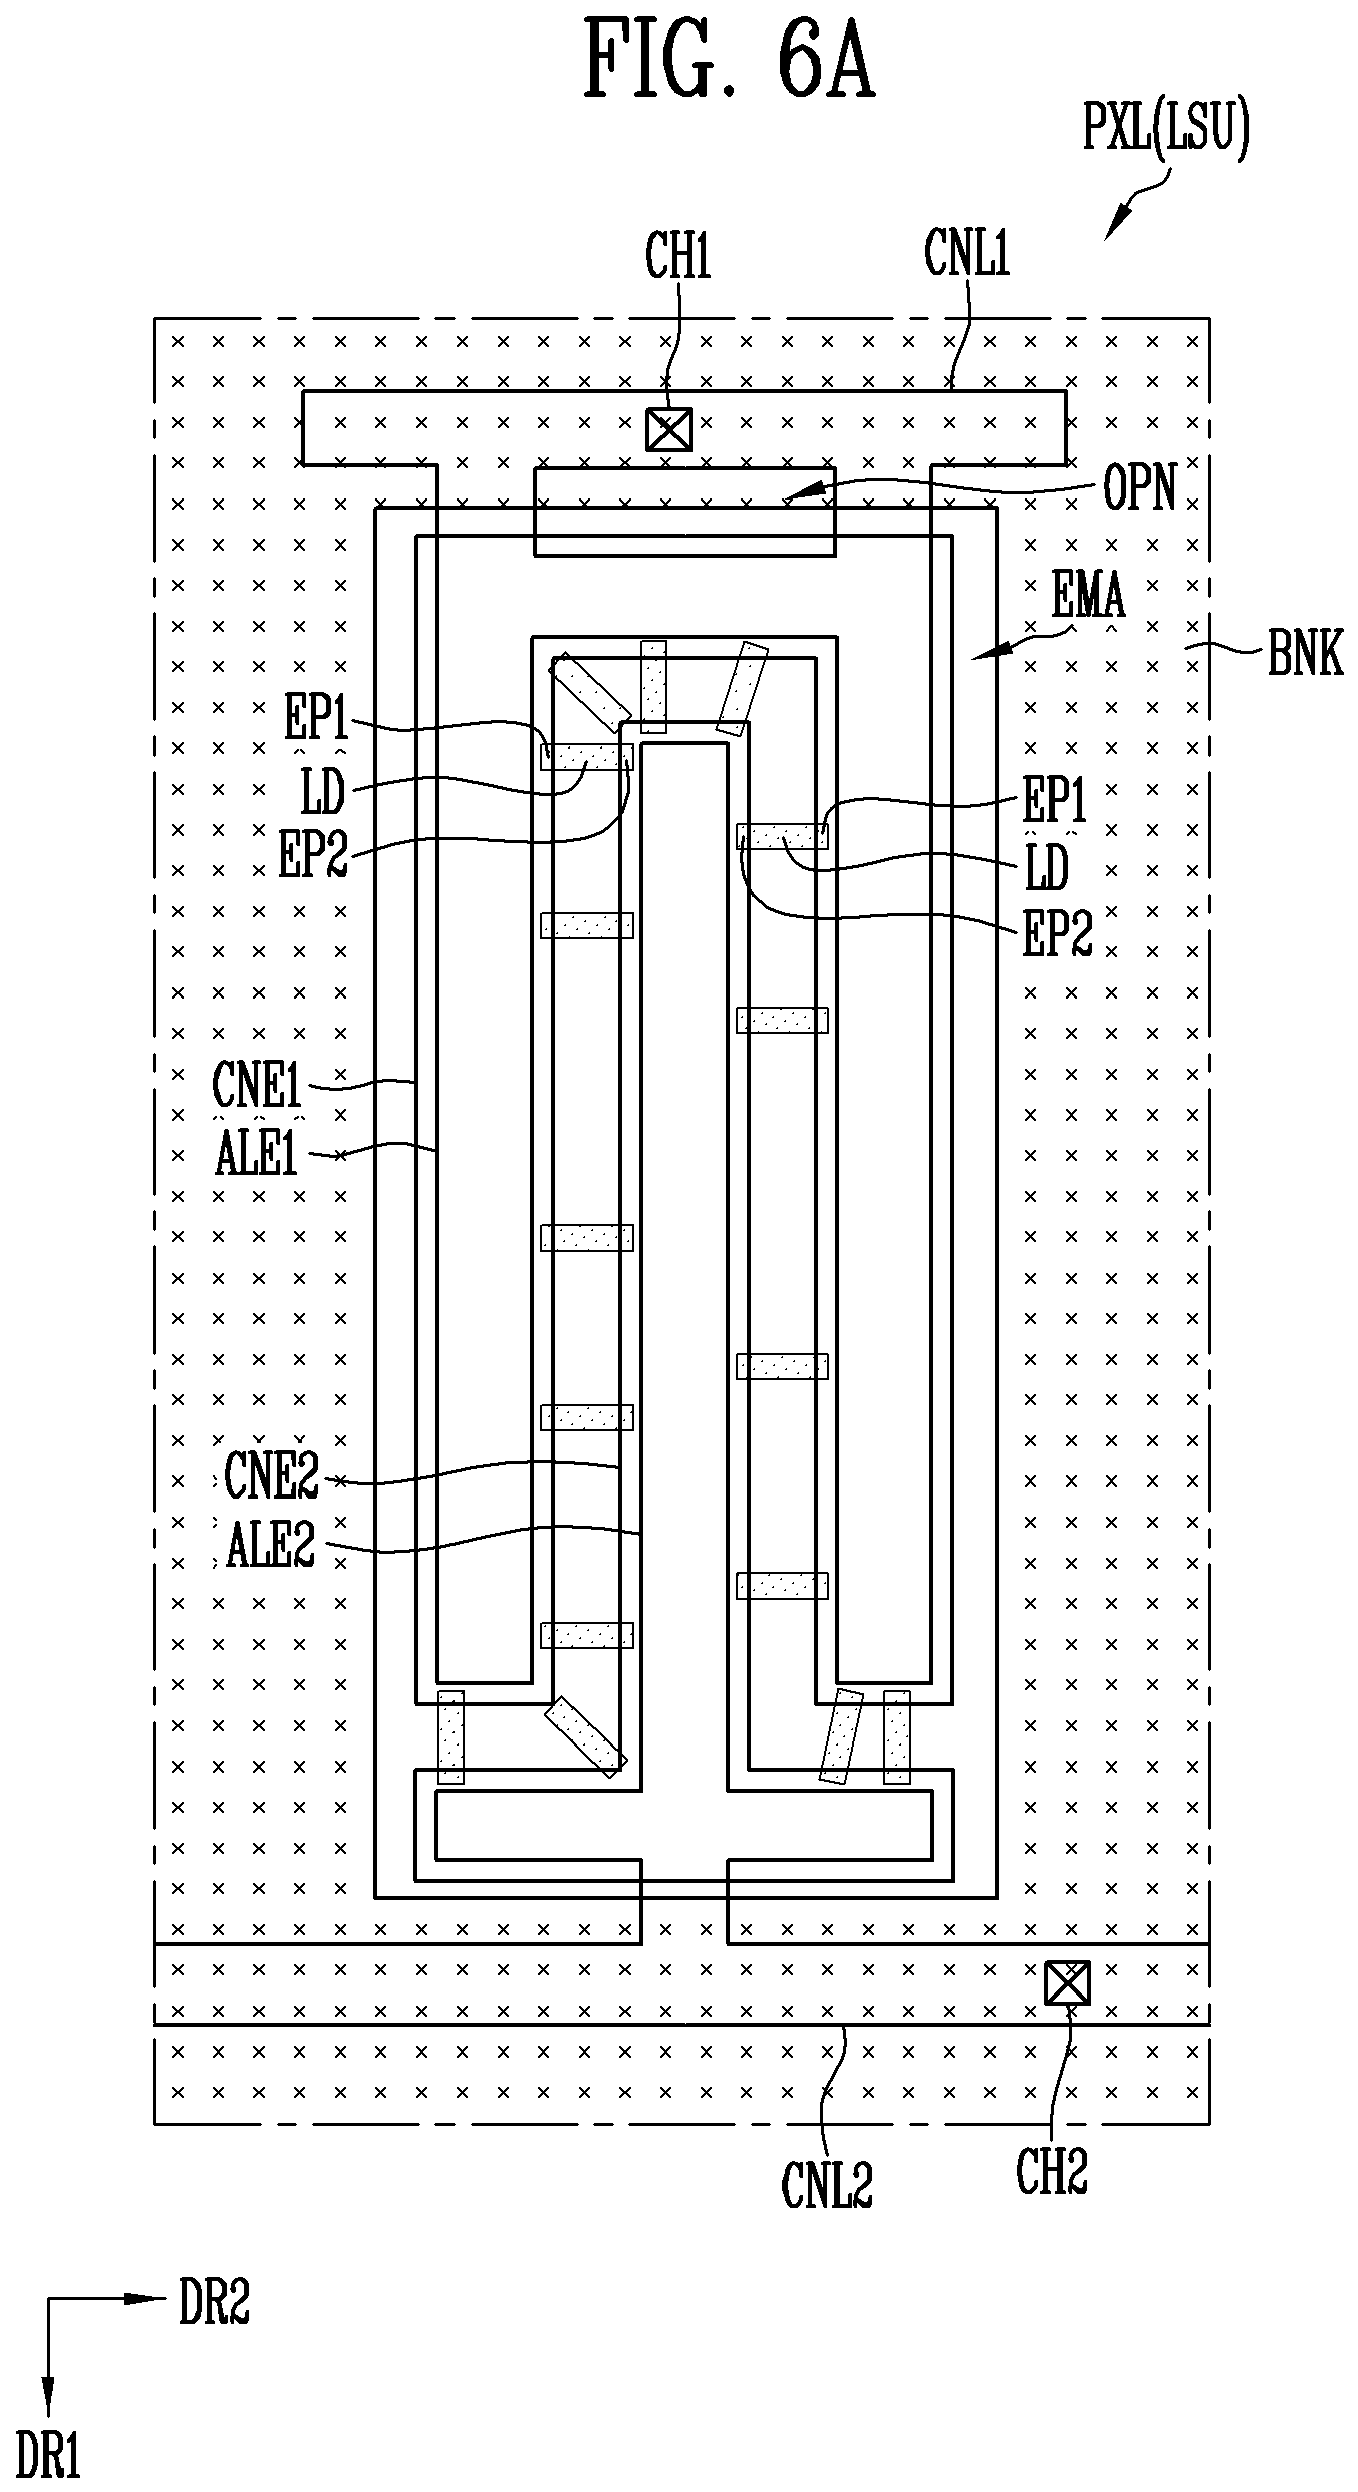 FIG. 6A
PXL(LSU)
CH1
CNL1
OPN
EMA
BNK
EP1
LD
EP2
EP1
LD
EP2
CNE1
ALE1
CNE2
ALE2
CNL2
CH2
DR2
DR1